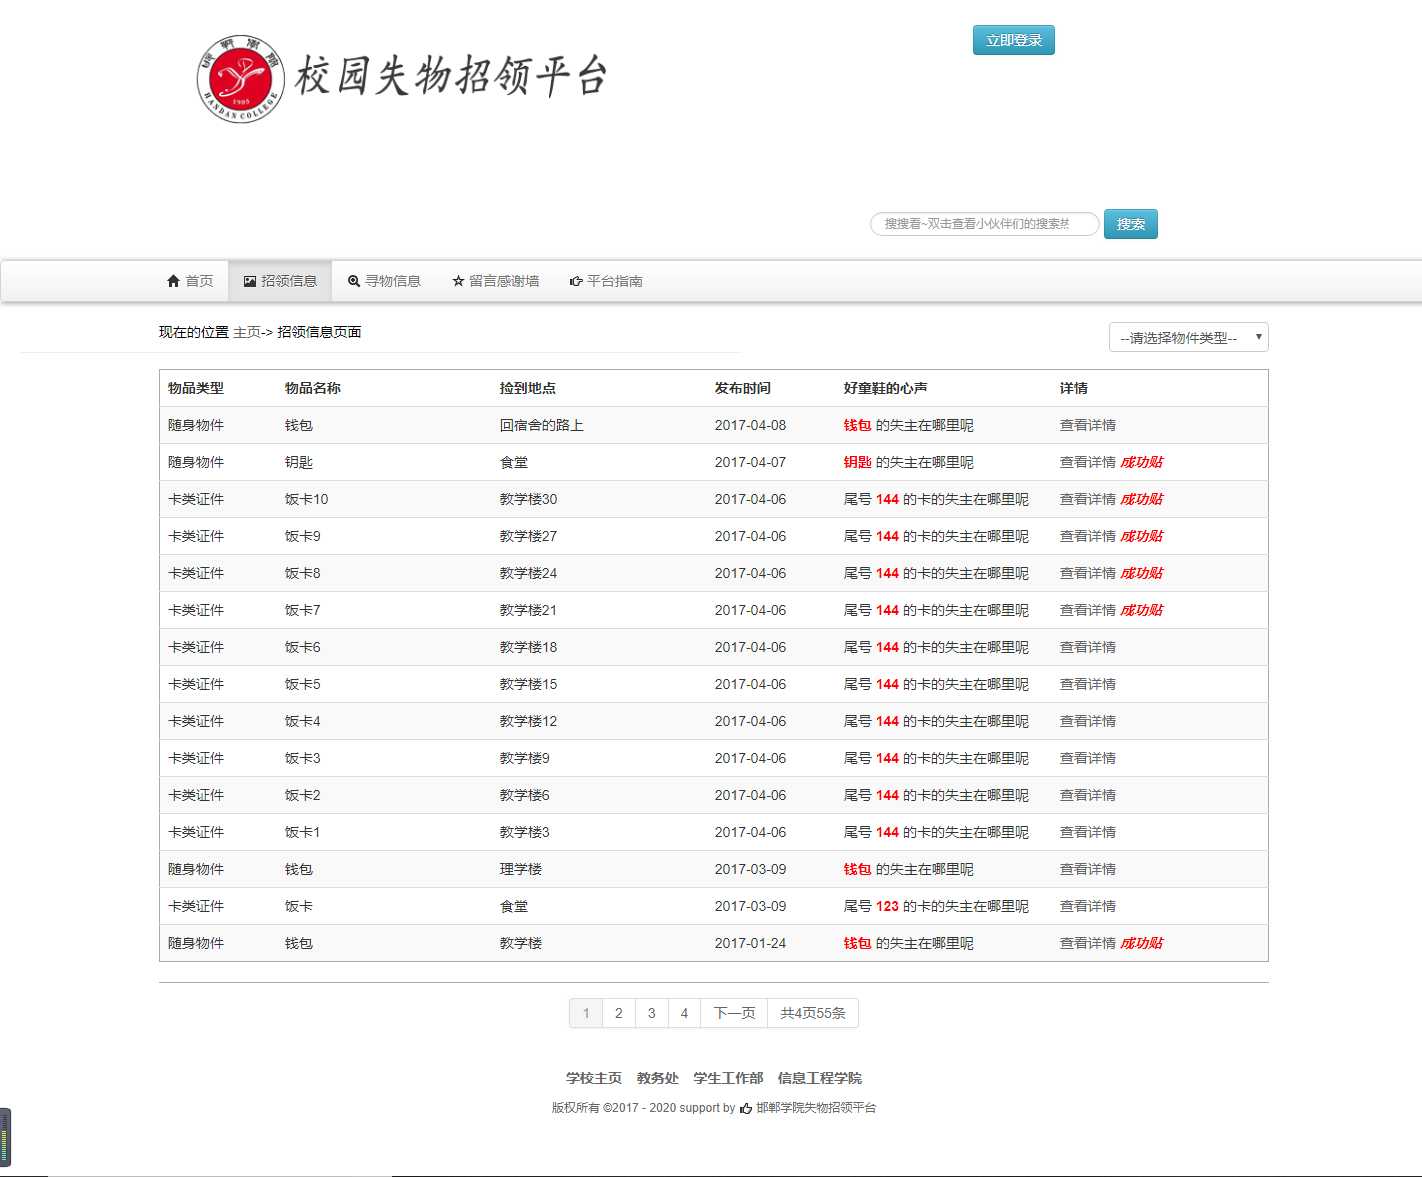 立即登录
邯郸学院
HANDAN COLLEGE
1905
校园失物招领平台
搜搜看~双击查看小伙伴们的搜索热 搜索
首页 招领信息 寻物信息 留言感谢墙 平台指南
现在的位置 主页-> 招领信息页面 --请选择物件类型--
物品类型 物品名称 捡到地点 发布时间 好童鞋的心声 详情
随身物件 钱包 回宿舍的路上 2017-04-08 钱包 的失主在哪里呢 查看详情
随身物件 钥匙 食堂 2017-04-07 钥匙 的失主在哪里呢 查看详情 成功贴
卡类证件 饭卡10 教学楼30 2017-04-06 尾号 144 的卡的失主在哪里呢 查看详情 成功贴
卡类证件 饭卡9 教学楼27 2017-04-06 尾号 144 的卡的失主在哪里呢 查看详情 成功贴
卡类证件 饭卡8 教学楼24 2017-04-06 尾号 144 的卡的失主在哪里呢 查看详情 成功贴
卡类证件 饭卡7 教学楼21 2017-04-06 尾号 144 的卡的失主在哪里呢 查看详情 成功贴
卡类证件 饭卡6 教学楼18 2017-04-06 尾号 144 的卡的失主在哪里呢 查看详情
卡类证件 饭卡5 教学楼15 2017-04-06 尾号 144 的卡的失主在哪里呢 查看详情
卡类证件 饭卡4 教学楼12 2017-04-06 尾号 144 的卡的失主在哪里呢 查看详情
卡类证件 饭卡3 教学楼9 2017-04-06 尾号 144 的卡的失主在哪里呢 查看详情
卡类证件 饭卡2 教学楼6 2017-04-06 尾号 144 的卡的失主在哪里呢 查看详情
卡类证件 饭卡1 教学楼3 2017-04-06 尾号 144 的卡的失主在哪里呢 查看详情
随身物件 钱包 理学楼 2017-03-09 钱包 的失主在哪里呢 查看详情
卡类证件 饭卡 食堂 2017-03-09 尾号 123 的卡的失主在哪里呢 查看详情
随身物件 钱包 教学楼 2017-01-24 钱包 的失主在哪里呢 查看详情 成功贴
1 2 3 4 下一页 共4页55条
学校主页 教务处 学生工作部 信息工程学院
版权所有 ©2017 - 2020 support by 邯郸学院失物招领平台